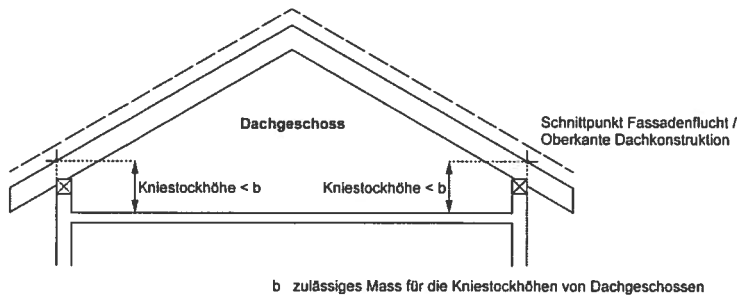 Dachgeschoss
Schnittpunkt Fassadenflucht /
Oberkante Dachkonstruktion
Kniestockhöhe < b
Kniestockhöhe < b
b zulässiges Mass für die Kniestockhöhen von Dachgeschossen